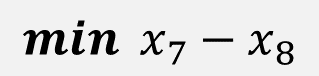 min x₇ − x₈